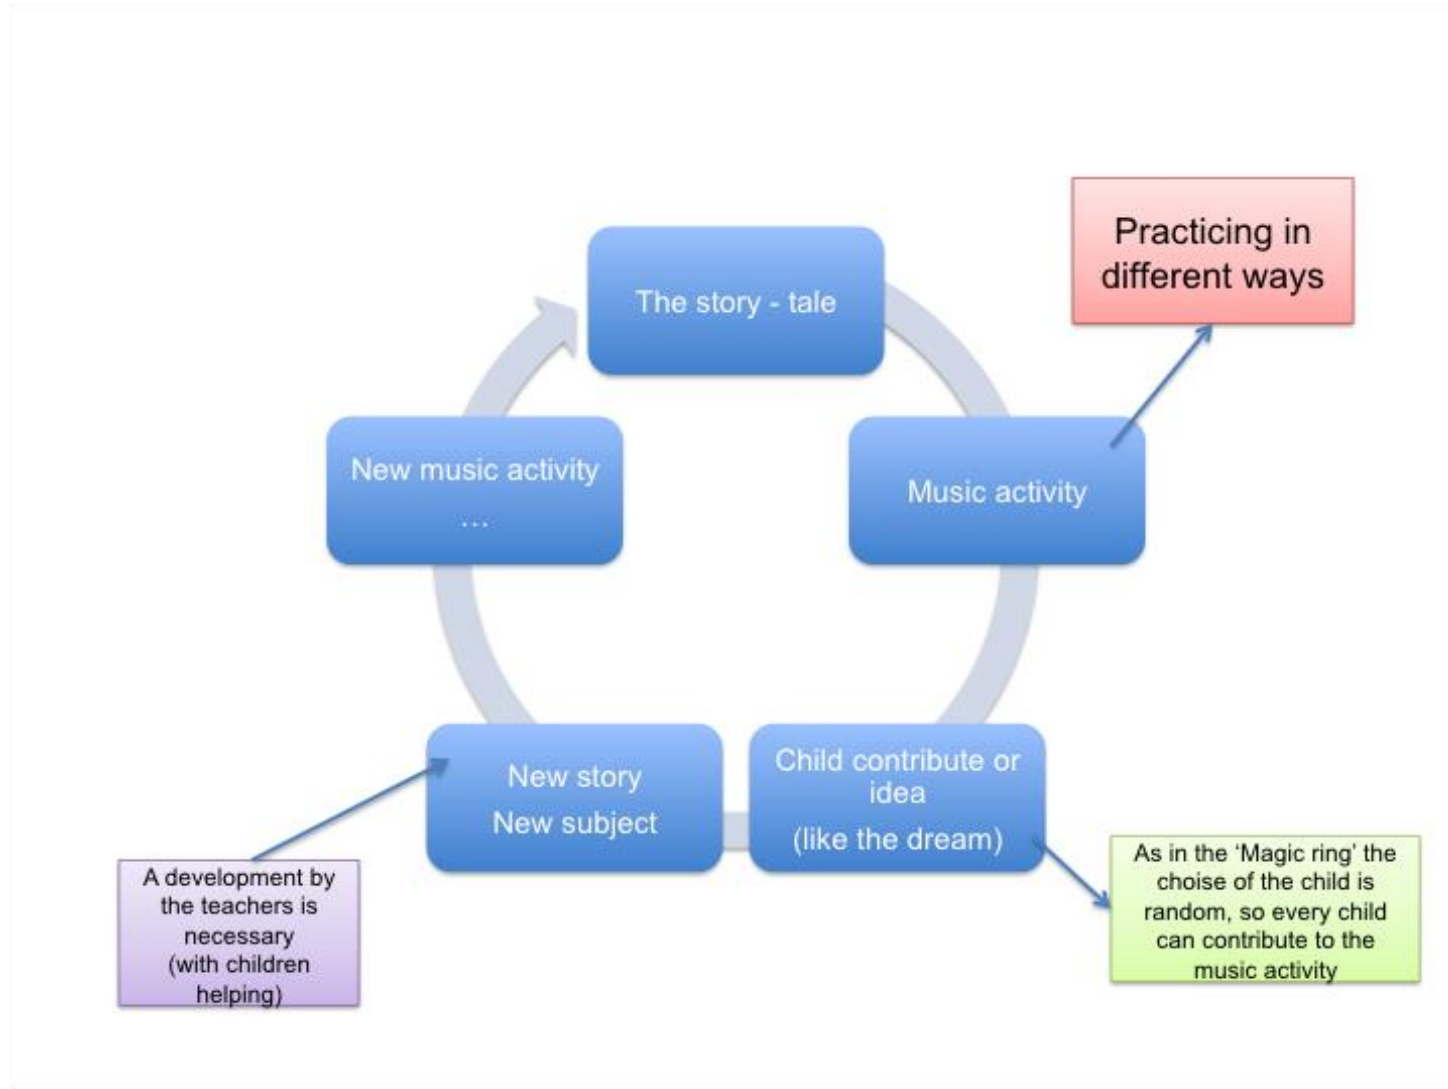 The story - tale
Practicing in
different ways
Music activity
Child contribute or
idea
(like the dream)
As in the ‘Magic ring’ the
choise of the child is
random, so every child
can contribute to the
music activity
New story
New subject
A development by
the teachers is
necessary
(with children
helping)
New music activity
...